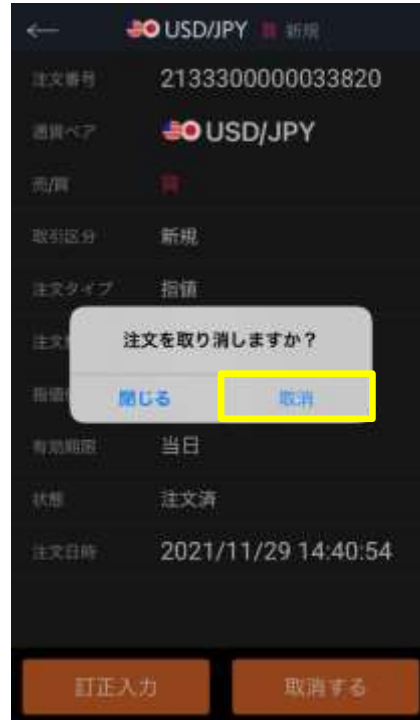 ← USD/JPY 買 新規
注文番号 2133300000033820
通貨ペア USD/JPY
売/買 買
取引区分 新規
注文タイプ 指値
注文を取り消しますか？
閉じる 取消
有効期限 当日
状態 注文済
注文日時 2021/11/29 14:40:54
訂正入力 取消する